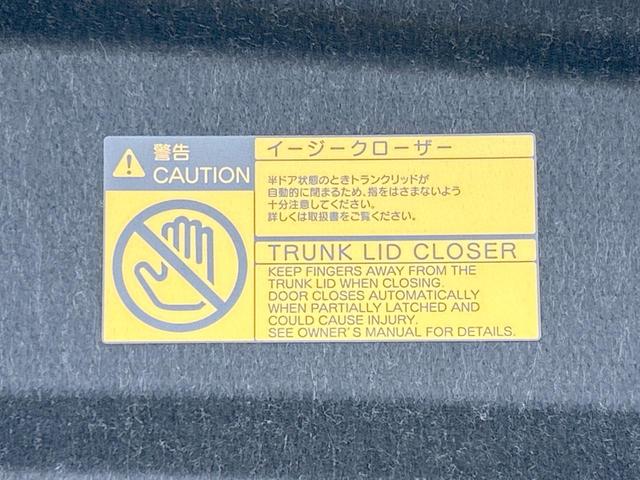 警告
CAUTION
イージークローザー
半ドア状態のときトランクリッドが
自動的に閉まるため、指をはさまないよう
十分注意してください。
詳しくは取扱書をご覧ください。
TRUNK LID CLOSER
KEEP FINGERS AWAY FROM THE
TRUNK LID WHEN CLOSING.
DOOR CLOSES AUTOMATICALLY
WHEN PARTIALLY LATCHED AND
COULD CAUSE INJURY.
SEE OWNER'S MANUAL FOR DETAILS.